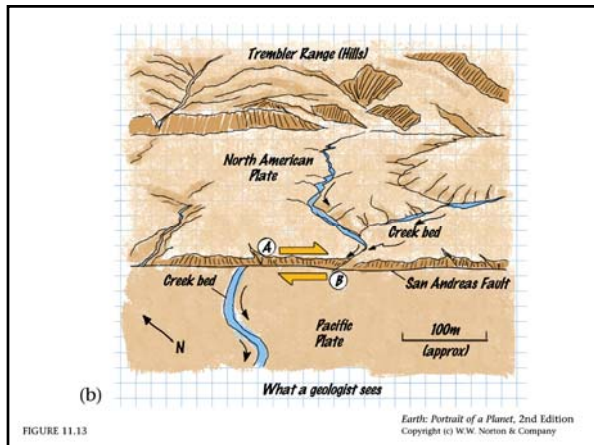 Trembler Range (Hills)
North American
Plate
Creek bed
A
B
Creek bed
San Andreas Fault
Pacific
Plate
100m
(approx)
N
(b)
What a geologist sees
FIGURE 11.13
Earth: Portrait of a Planet, 2nd Edition
Copyright (c) W.W. Norton & Company